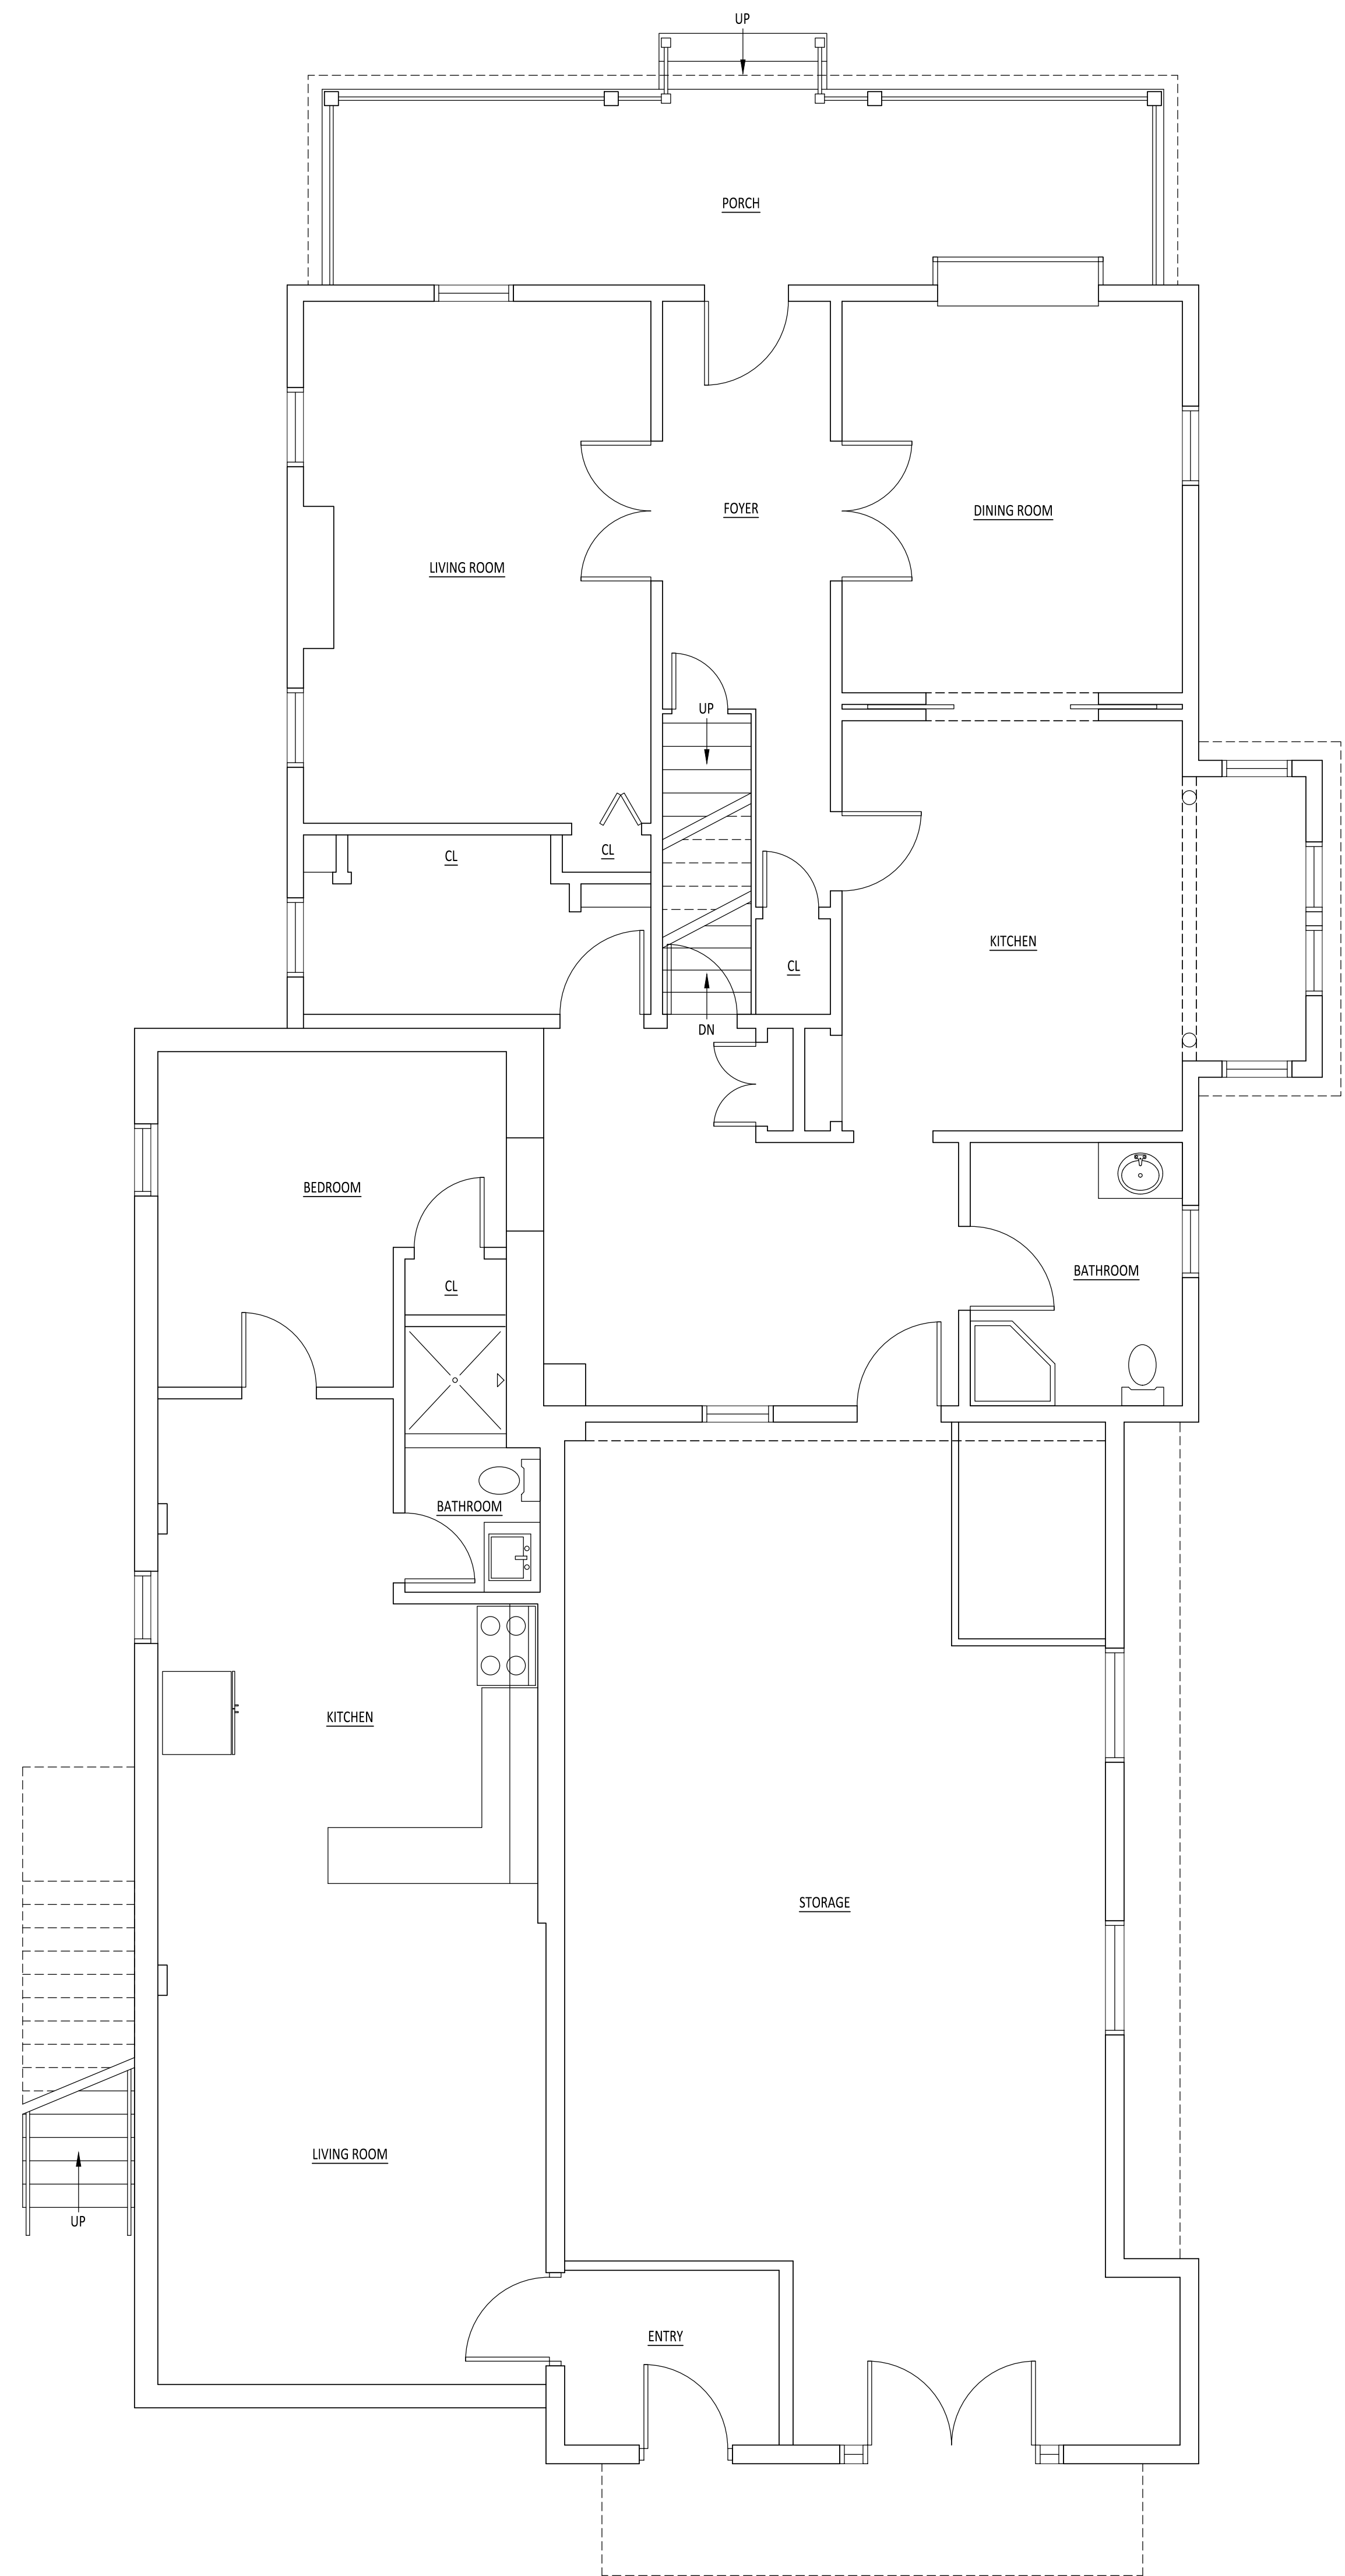 UP
PORCH
FOYER
DINING ROOM
LIVING ROOM
UP
CL
CL
KITCHEN
CL
DN
BEDROOM
BATHROOM
CL
BATHROOM
KITCHEN
STORAGE
LIVING ROOM
UP
ENTRY